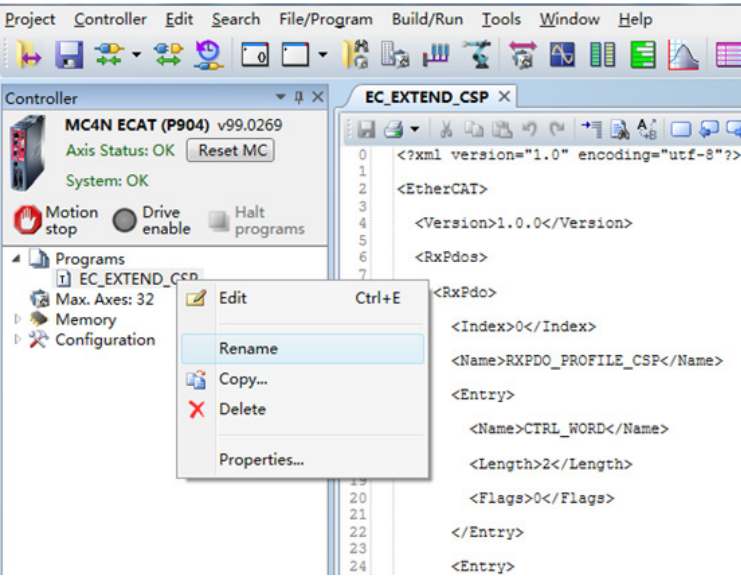 Project Controller Edit Search File/Program Build/Run Tools Window Help
Controller
MC4N ECAT (P904) v99.0269
Axis Status: OK Reset MC
System: OK
Motion stop
Drive enable
Halt programs
Programs
EC_EXTEND_CSP
Max. Axes: 32
Memory
Configuration
Edit Ctrl+E
Rename
Copy...
Delete
Properties...
EC_EXTEND_CSP
0 <?xml version="1.0" encoding="utf-8"?>
1
2 <EtherCAT>
3
4 <Version>1.0.0</Version>
5
6 <RxPdos>
7
<RxPdo>
<Index>0</Index>
<Name>RXPDO_PROFILE_CSP</Name>
<Entry>
<Name>CTRL_WORD</Name>
<Length>2</Length>
19
20 <Flags>0</Flags>
21
22 </Entry>
23
24 <Entry>